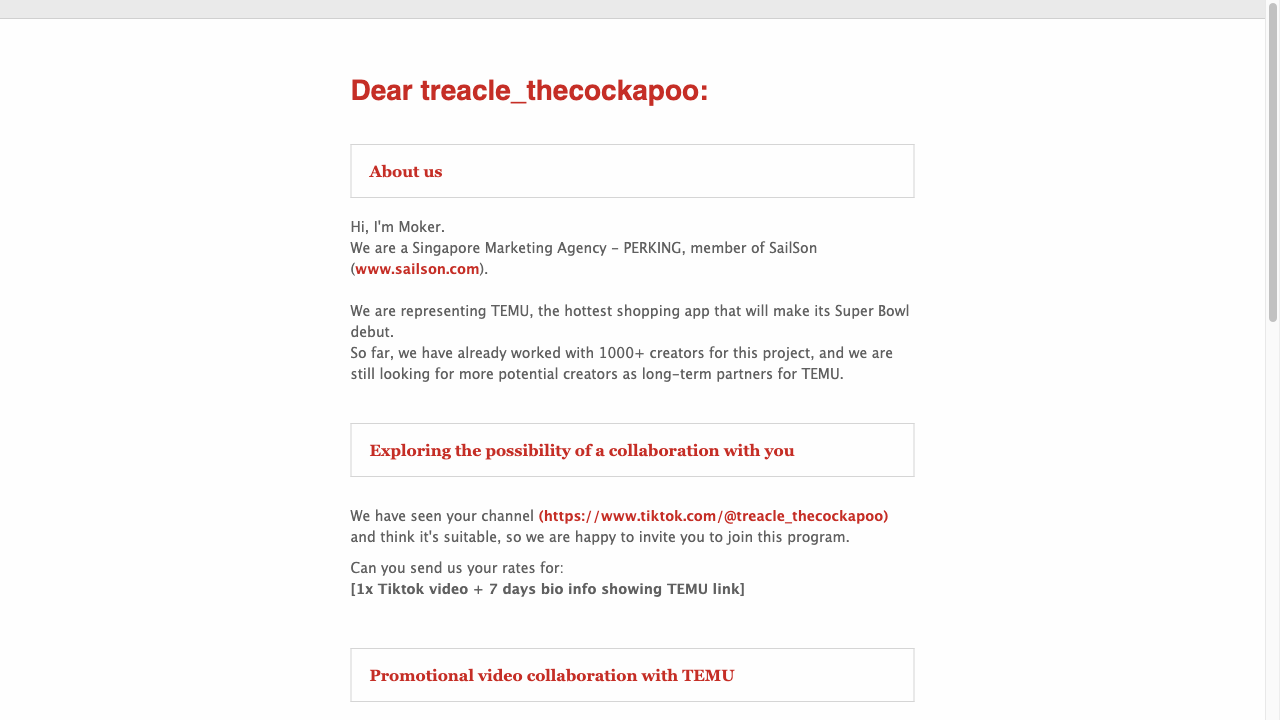 Dear treacle_thecockapoo:
About us
Hi, I'm Moker.
We are a Singapore Marketing Agency - PERKING, member of SailSon
(www.sailson.com).
We are representing TEMU, the hottest shopping app that will make its Super Bowl
debut.
So far, we have already worked with 1000+ creators for this project, and we are
still looking for more potential creators as long-term partners for TEMU.
Exploring the possibility of a collaboration with you
We have seen your channel (https://www.tiktok.com/@treacle_thecockapoo)
and think it's suitable, so we are happy to invite you to join this program.
Can you send us your rates for:
[1x Tiktok video + 7 days bio info showing TEMU link]
Promotional video collaboration with TEMU